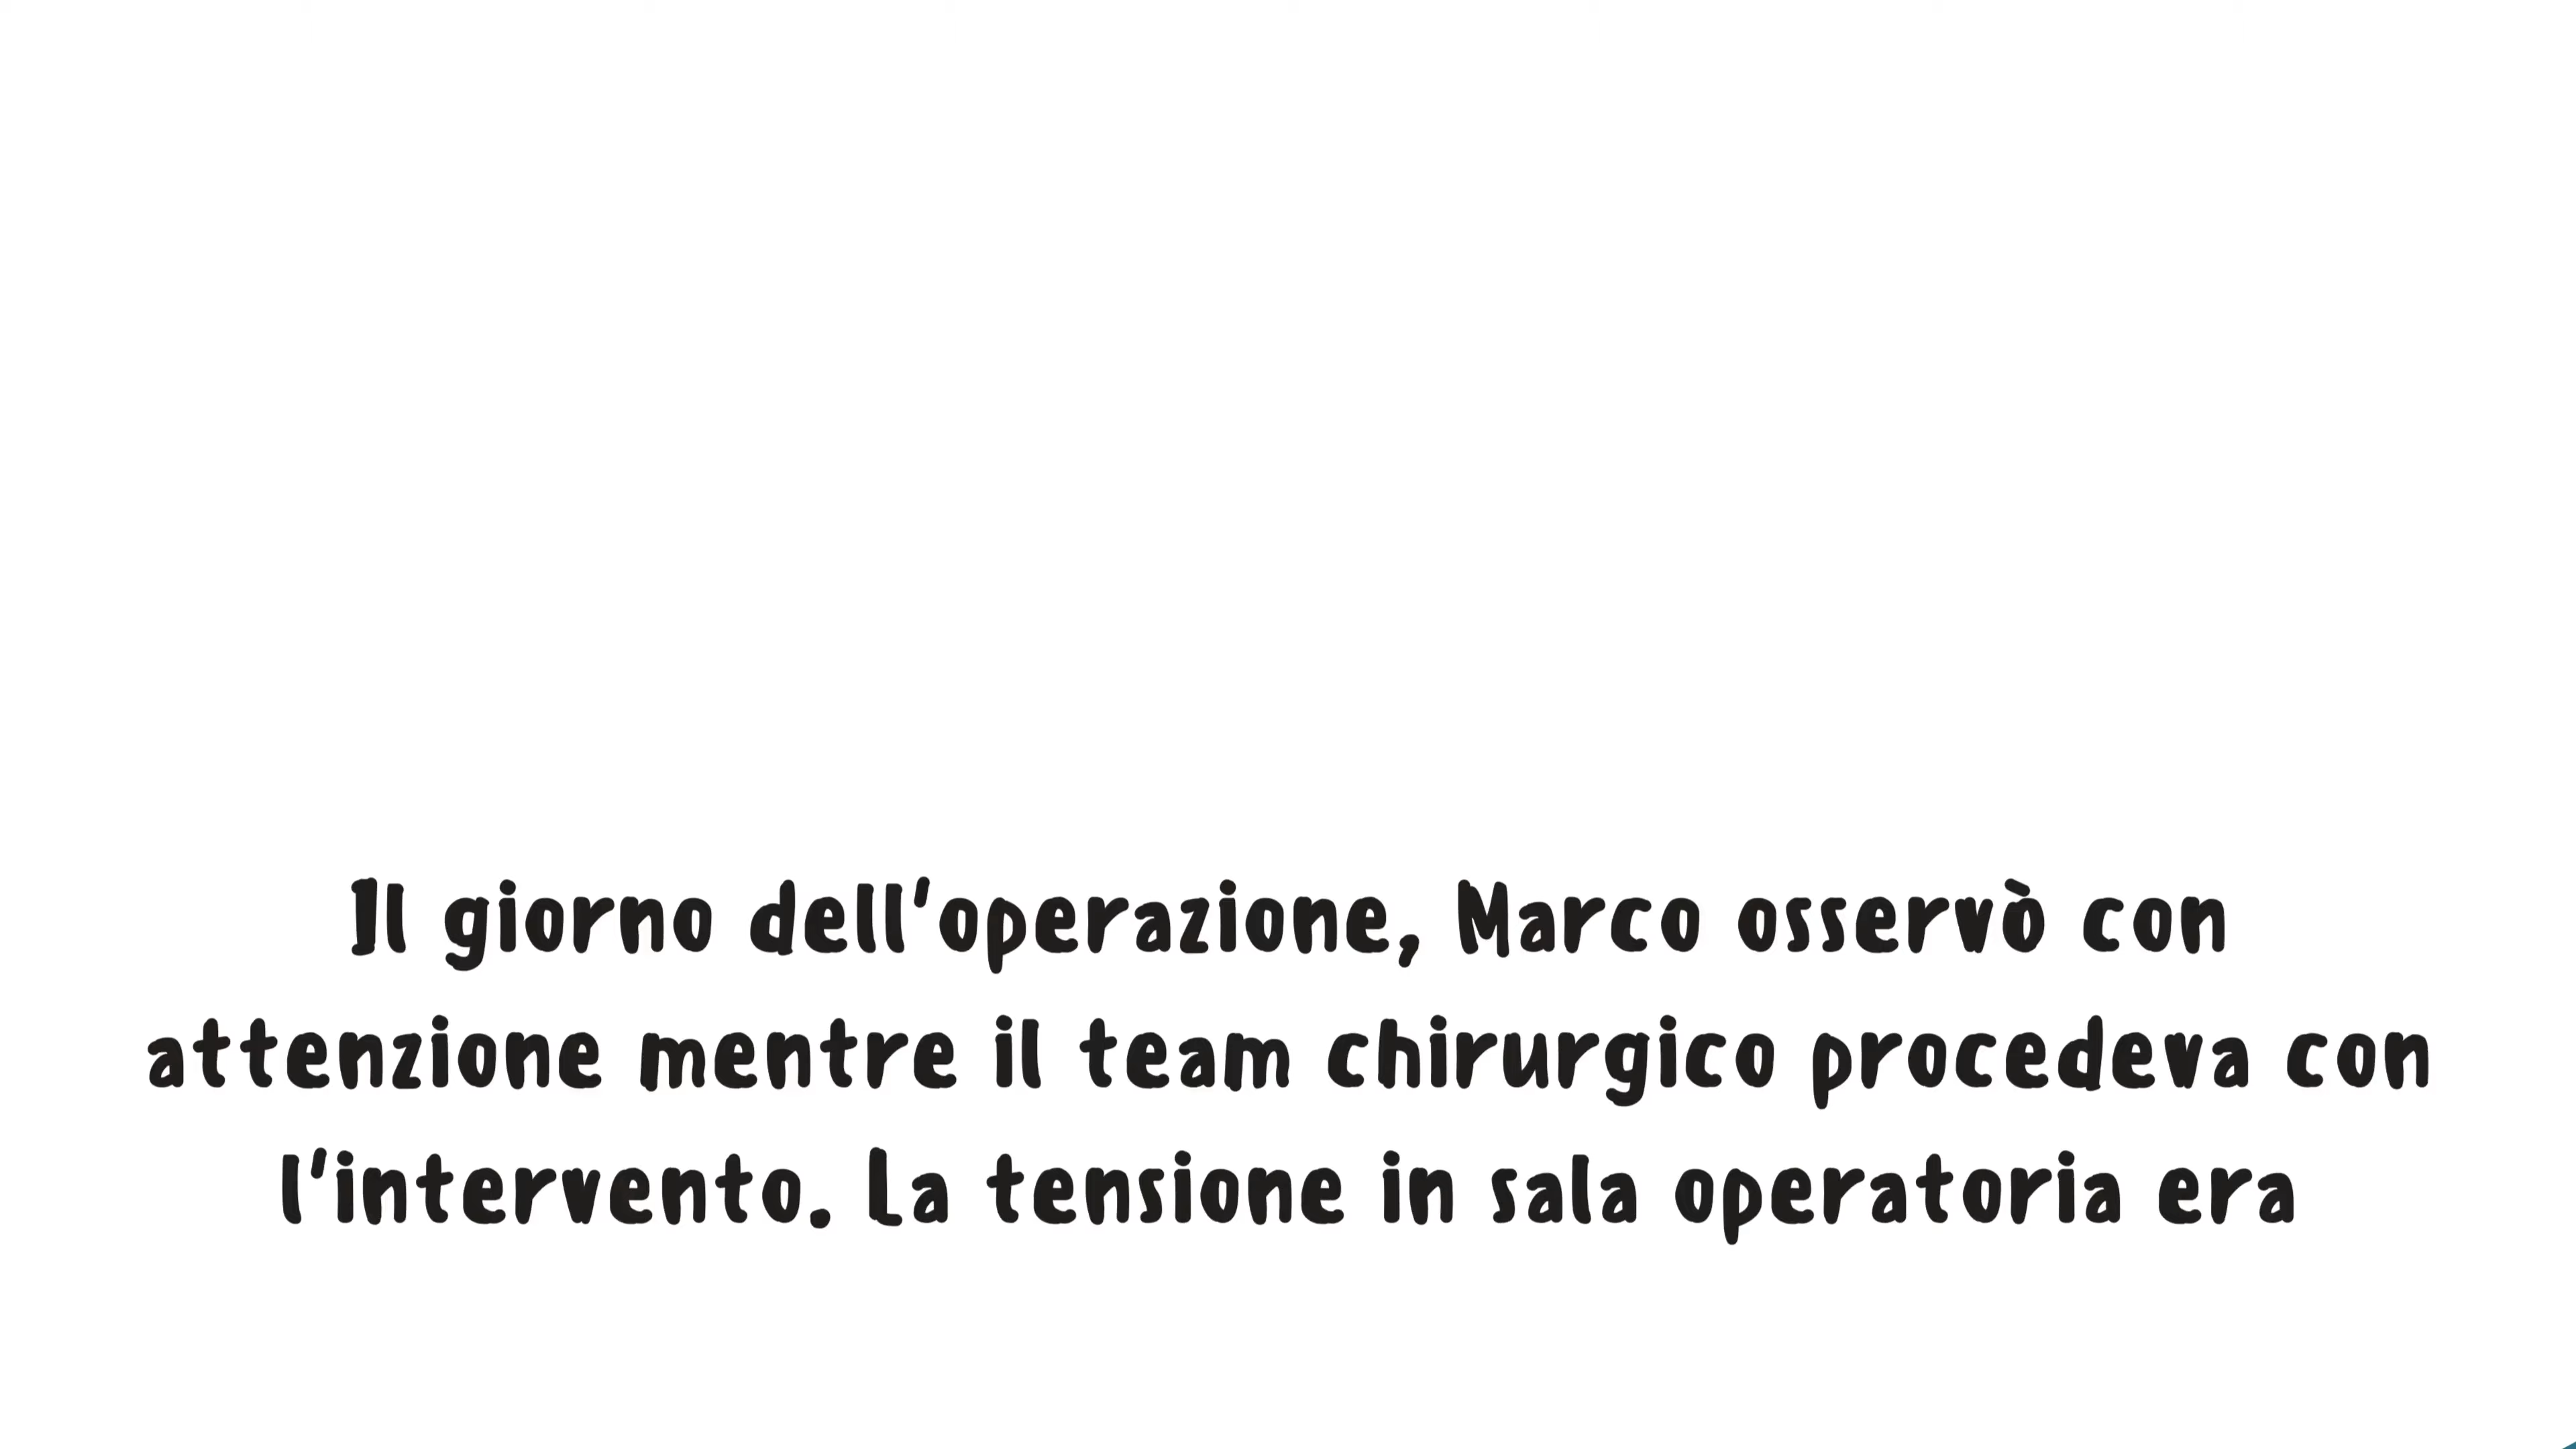 Il giorno dell'operazione, Marco osservò con
attenzione mentre il team chirurgico procedeva con
l'intervento. La tensione in sala operatoria era